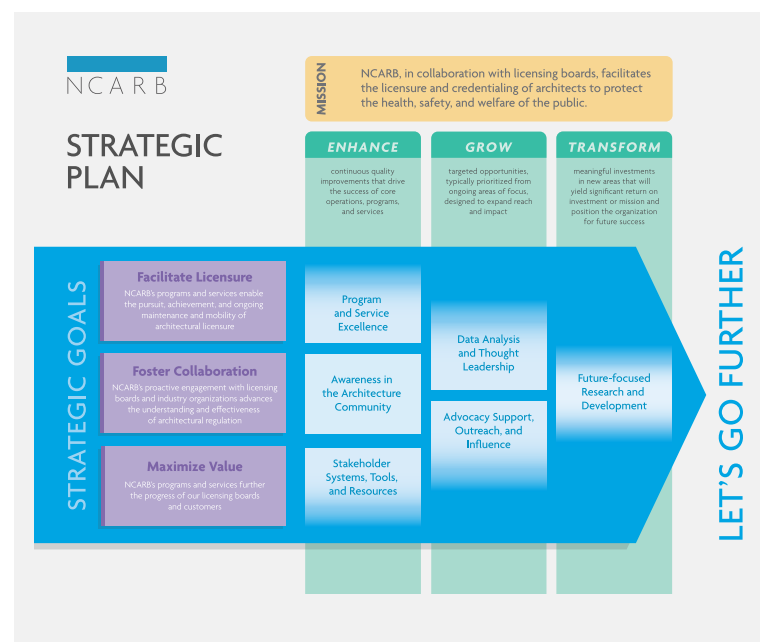 NCARB
STRATEGIC
PLAN
MISSION
NCARB, in collaboration with licensing boards, facilitates
the licensure and credentialing of architects to protect
the health, safety, and welfare of the public.
ENHANCE
continuous quality
improvements that drive
the success of core
operations, programs,
and services
GROW
targeted opportunities,
typically prioritized from
ongoing areas of focus,
designed to expand reach
and impact
TRANSFORM
meaningful investments
in new areas that will
yield significant return on
investment or mission and
position the organization
for future success
STRATEGIC GOALS
Facilitate Licensure
NCARB's programs and services enable
the pursuit, achievement, and ongoing
maintenance and mobility of
architectural licensure
Foster Collaboration
NCARB's proactive engagement with licensing
boards and industry organizations advances
the understanding and effectiveness
of architectural regulation
Maximize Value
NCARB's programs and services further
the progress of our licensing boards
and customers
Program
and Service
Excellence
Awareness in
the Architecture
Community
Stakeholder
Systems, Tools,
and Resources
Data Analysis
and Thought
Leadership
Advocacy Support,
Outreach, and
Influence
Future-focused
Research and
Development
LET'S GO FURTHER